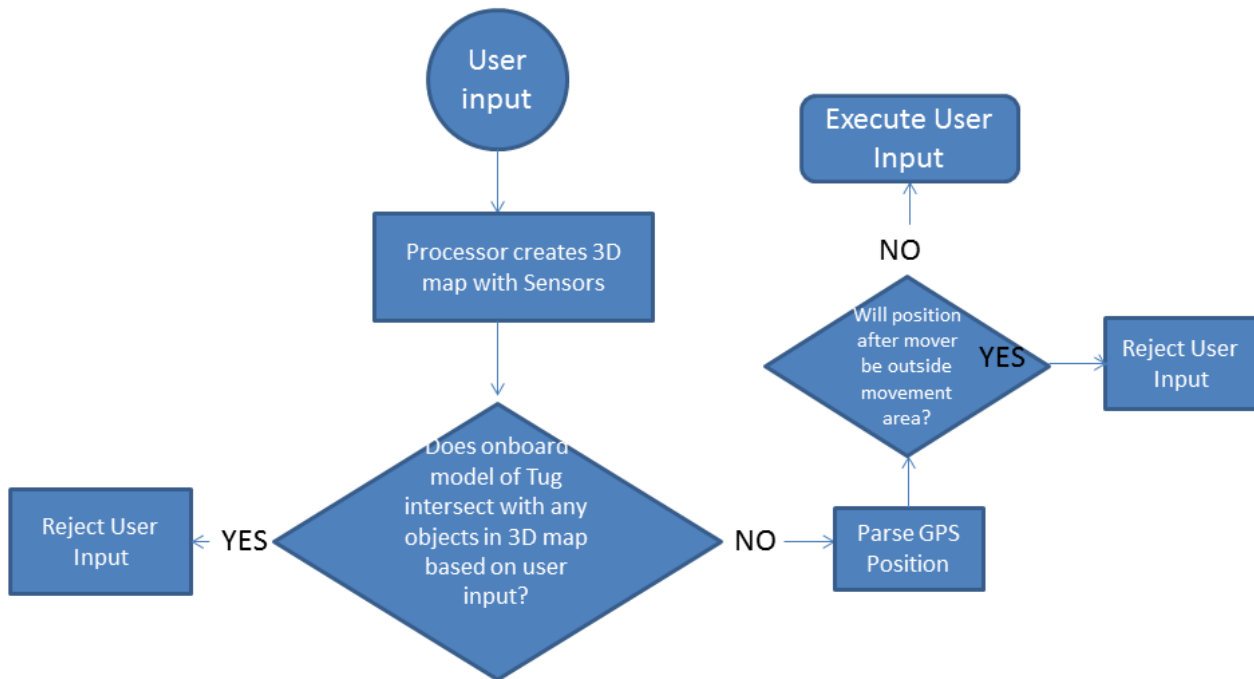 User
input
Processor creates 3D
map with Sensors
Does onboard
model of Tug
intersect with any
objects in 3D map
based on user
input?
YES
Reject User
Input
NO
Parse GPS
Position
Will position
after mover
be outside
movement
area?
YES
Reject User
Input
NO
Execute User
Input